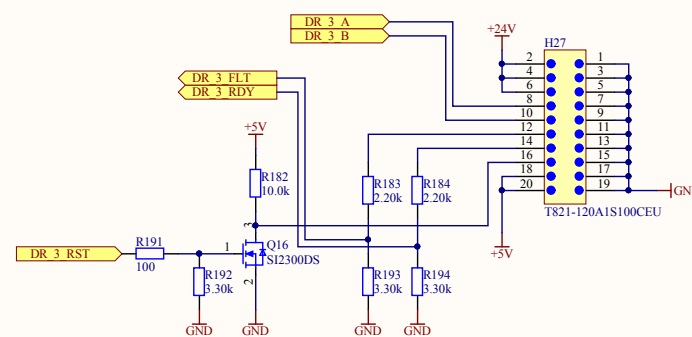 DR_3_A
DR_3_B
+24V
H27
2 1
4 3
6 5
8 7
10 9
12 11
14 13
16 15
18 17
20 19
GN
T821-120A1S100CEU
+5V
DR_3_FLT
DR_3_RDY
+5V
R182
10.0k
R183
2.20k
R184
2.20k
3
Q16
SI2300DS
1
2
DR_3_RST
R191
100
R192
3.30k
R193
3.30k
R194
3.30k
GND
GND
GND
GND